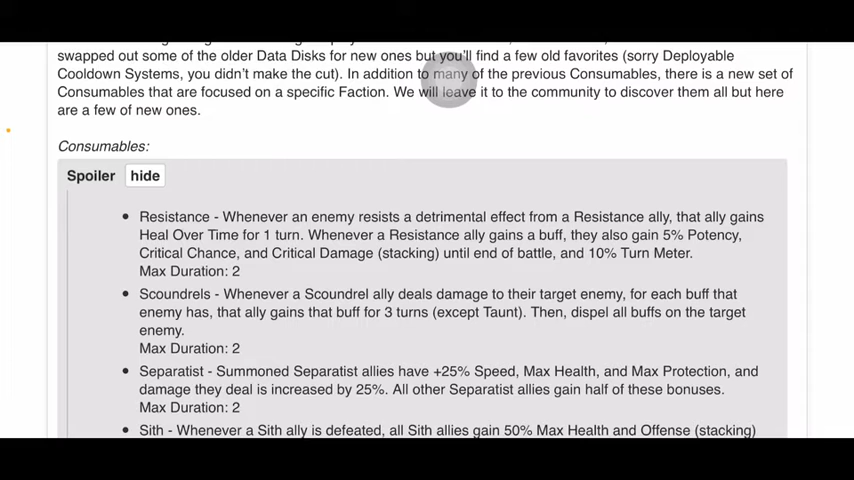 swapped out some of the older Data Disks for new ones but you'll find a few old favorites (sorry Deployable
Cooldown Systems, you didn't make the cut). In addition to many of the previous Consumables, there is a new set of
Consumables that are focused on a specific Faction. We will leave it to the community to discover them all but here
are a few of new ones.
Consumables:
Spoiler hide
• Resistance - Whenever an enemy resists a detrimental effect from a Resistance ally, that ally gains
Heal Over Time for 1 turn. Whenever a Resistance ally gains a buff, they also gain 5% Potency,
Critical Chance, and Critical Damage (stacking) until end of battle, and 10% Turn Meter.
Max Duration: 2
• Scoundrels - Whenever a Scoundrel ally deals damage to their target enemy, for each buff that
enemy has, that ally gains that buff for 3 turns (except Taunt). Then, dispel all buffs on the target
enemy.
Max Duration: 2
• Separatist - Summoned Separatist allies have +25% Speed, Max Health, and Max Protection, and
damage they deal is increased by 25%. All other Separatist allies gain half of these bonuses.
Max Duration: 2
• Sith - Whenever a Sith ally is defeated, all Sith allies gain 50% Max Health and Offense (stacking)